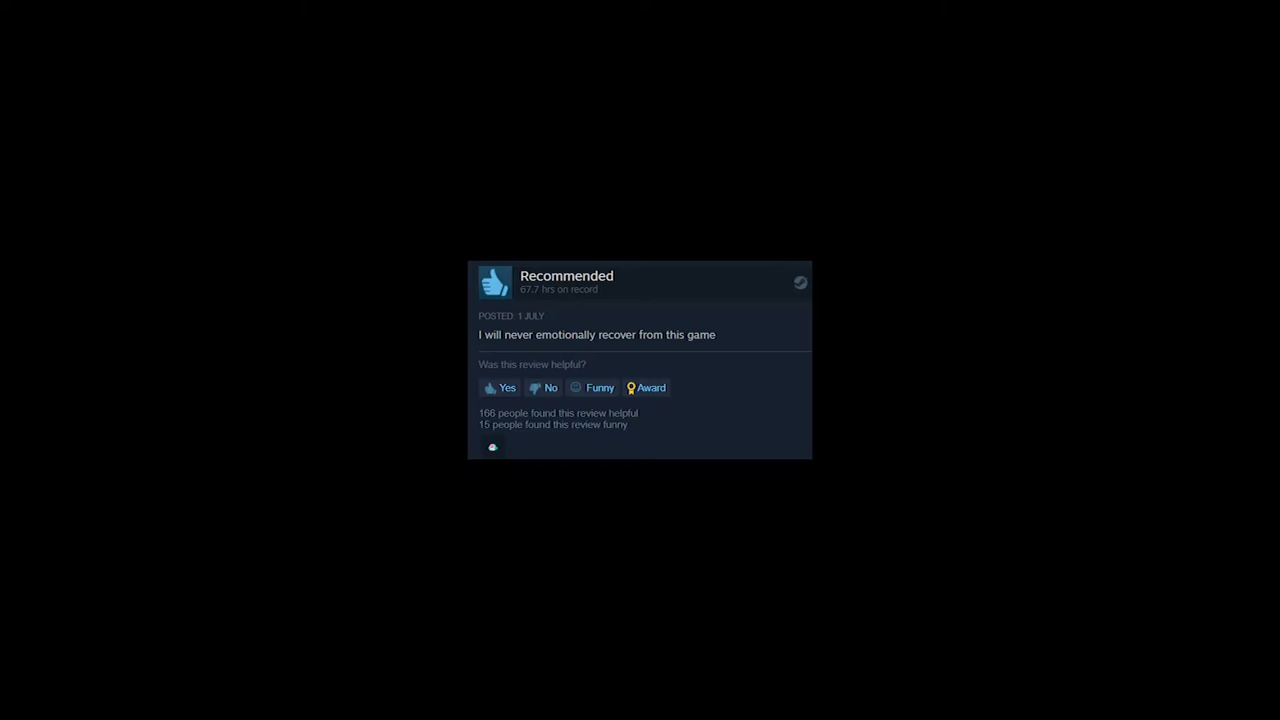 Recommended
67.7 hrs on record
POSTED: 1 JULY
I will never emotionally recover from this game
Was this review helpful?
Yes No Funny Award
166 people found this review helpful
15 people found this review funny